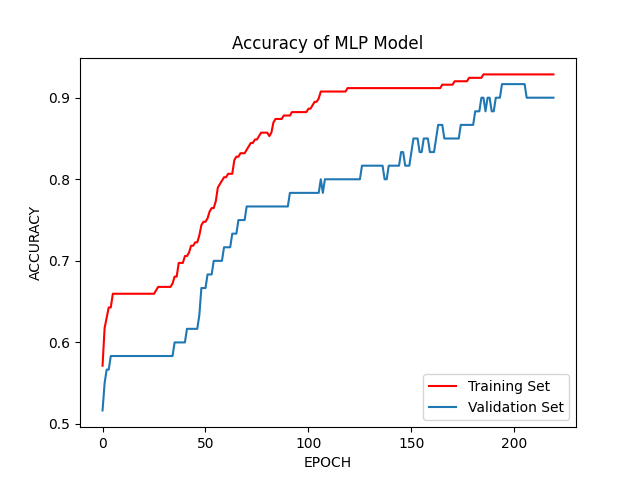 Accuracy of MLP Model
ACCURACY
0.9
0.8
0.7
0.6
0.5
0
50
100
150
200
EPOCH
Training Set
Validation Set